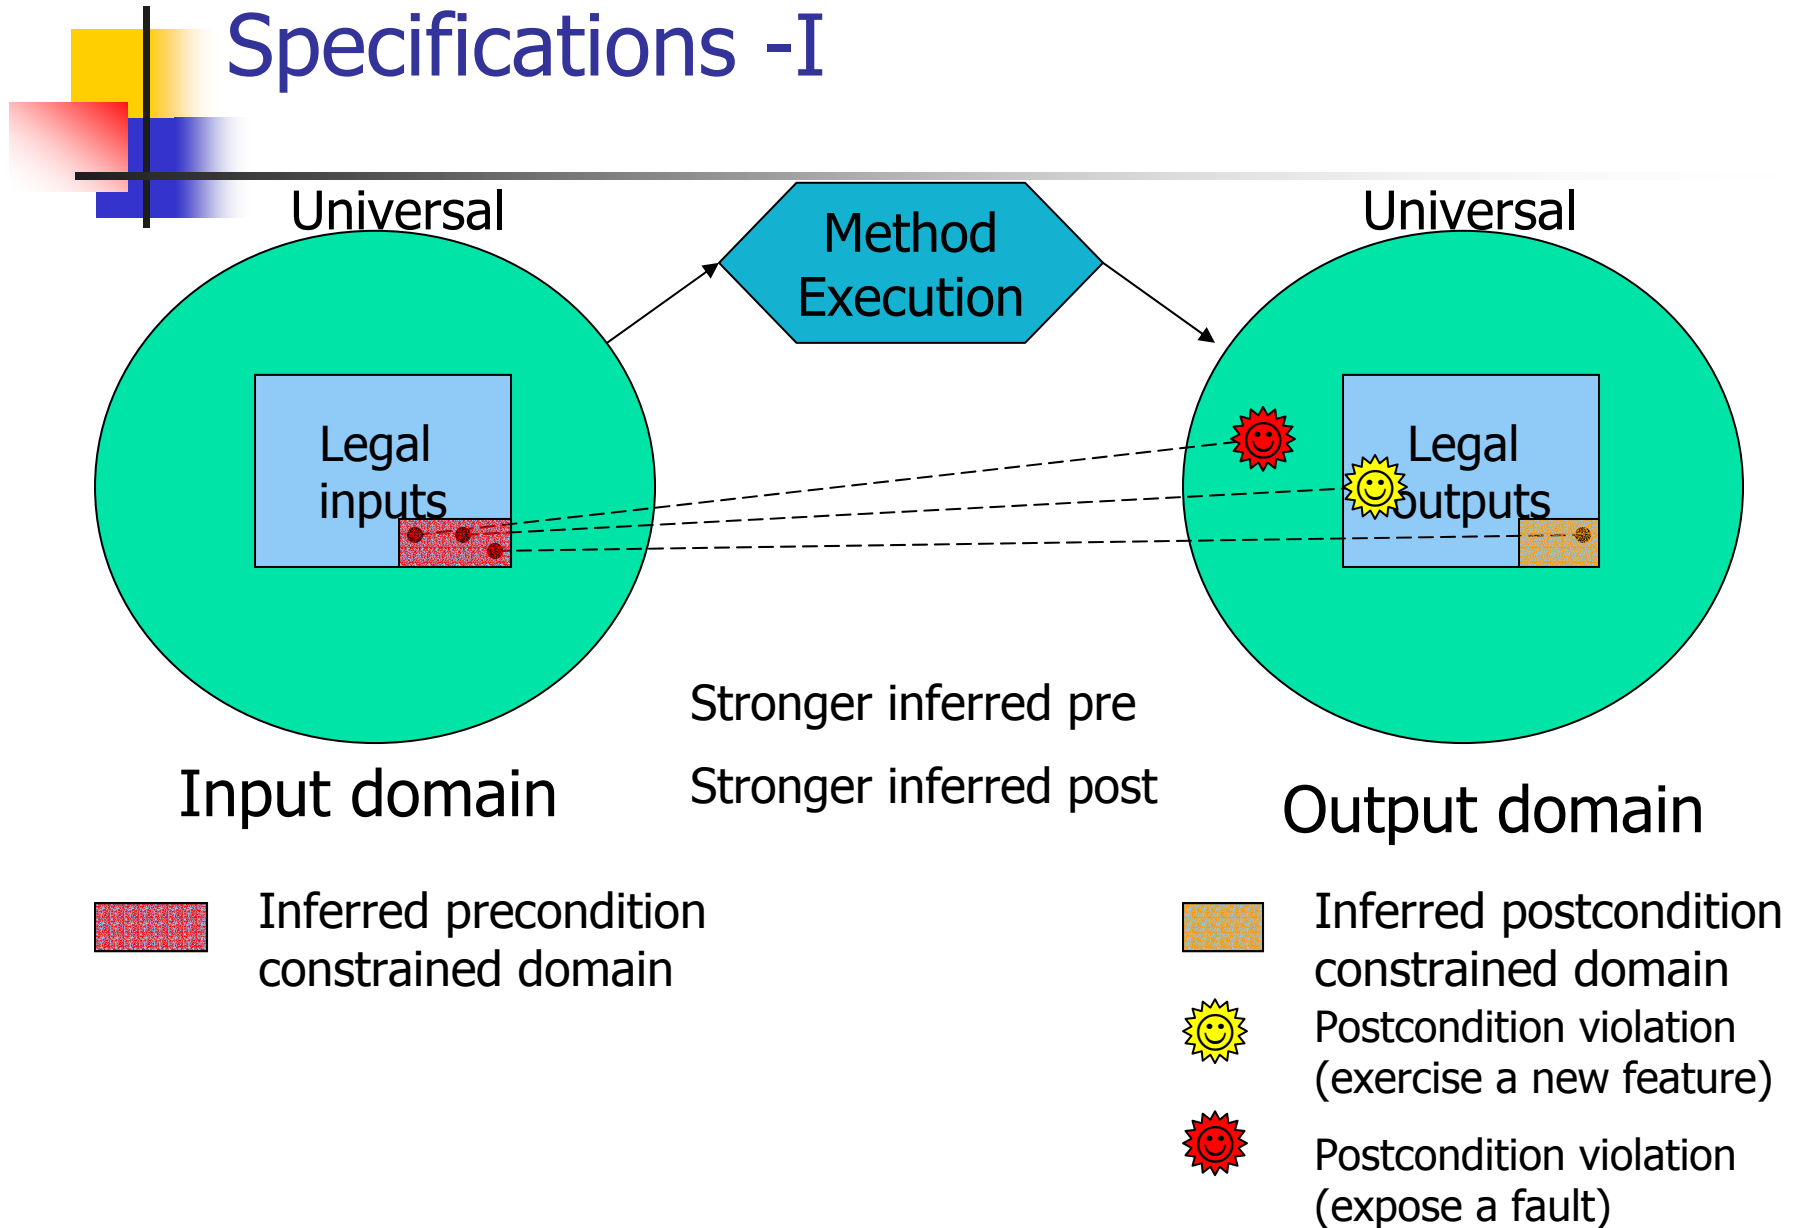 Specifications -I
Universal
Method
Execution
Universal
Legal
inputs
Legal
outputs
Stronger inferred pre
Stronger inferred post
Input domain
Output domain
Inferred precondition
constrained domain
Inferred postcondition
constrained domain
Postcondition violation
(exercise a new feature)
Postcondition violation
(expose a fault)